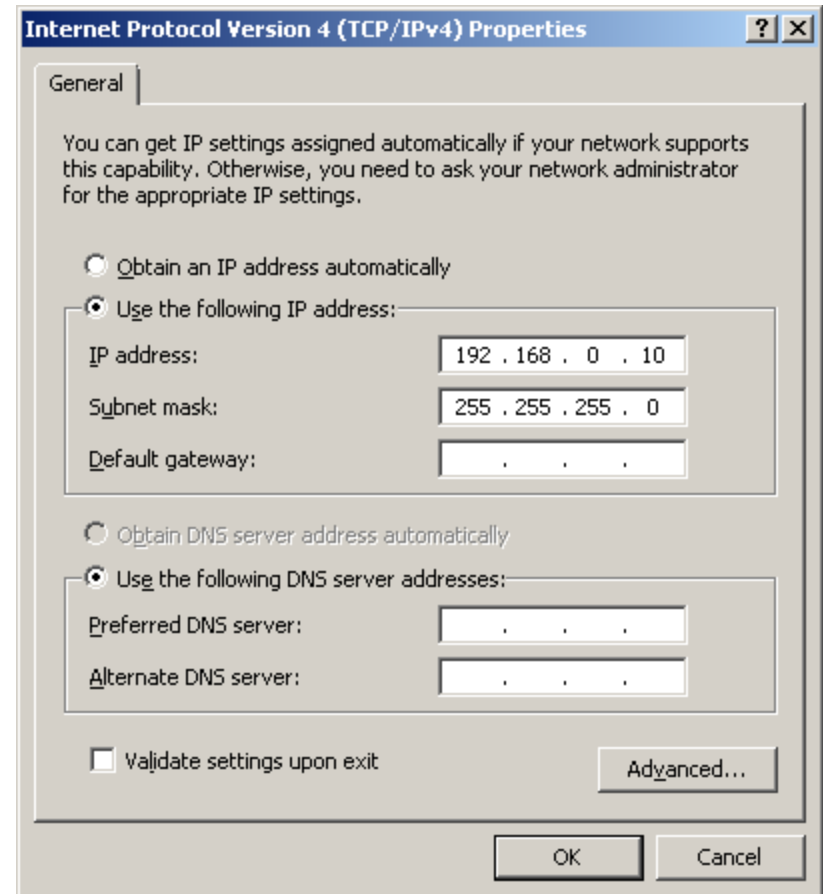 Internet Protocol Version 4 (TCP/IPv4) Properties
General
You can get IP settings assigned automatically if your network supports
this capability. Otherwise, you need to ask your network administrator
for the appropriate IP settings.
Obtain an IP address automatically
Use the following IP address:
IP address: 192 . 168 . 0 . 10
Subnet mask: 255 . 255 . 255 . 0
Default gateway: . . .
Obtain DNS server address automatically
Use the following DNS server addresses:
Preferred DNS server: . . .
Alternate DNS server: . . .
Validate settings upon exit
Advanced...
OK Cancel